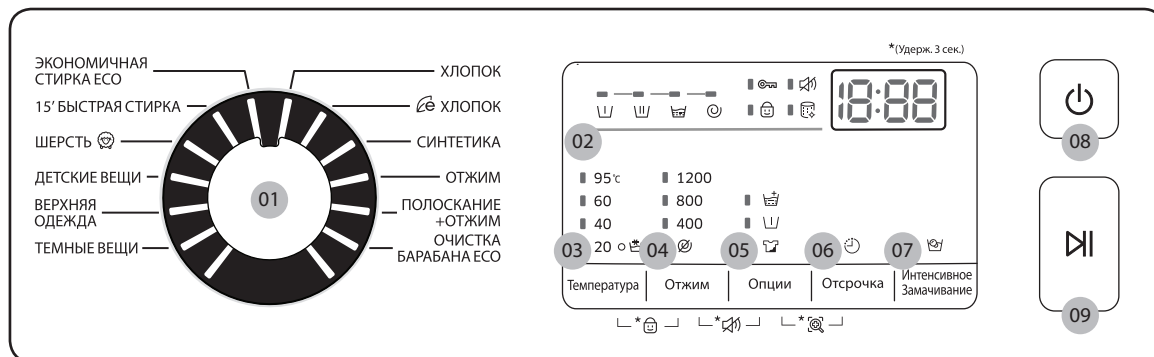 *(Удерж. 3 сек.)
ЭКОНОМИЧНАЯ
СТИРКА ECO
15' БЫСТРАЯ СТИРКА
ШЕРСТЬ
ДЕТСКИЕ ВЕЩИ
ВЕРХНЯЯ
ОДЕЖДА
ТЕМНЫЕ ВЕЩИ
01
ХЛОПОК
ХЛОПОК
СИНТЕТИКА
ОТЖИМ
ПОЛОСКАНИЕ
+ОТЖИМ
ОЧИСТКА
БАРАБАНА ECO
18:88
02
95°C
60
40
20
03
1200
800
400
04
05
06
07
Температура
Отжим
Опции
Отсрочка
Интенсивное
Замачивание
*
*
*
08
09